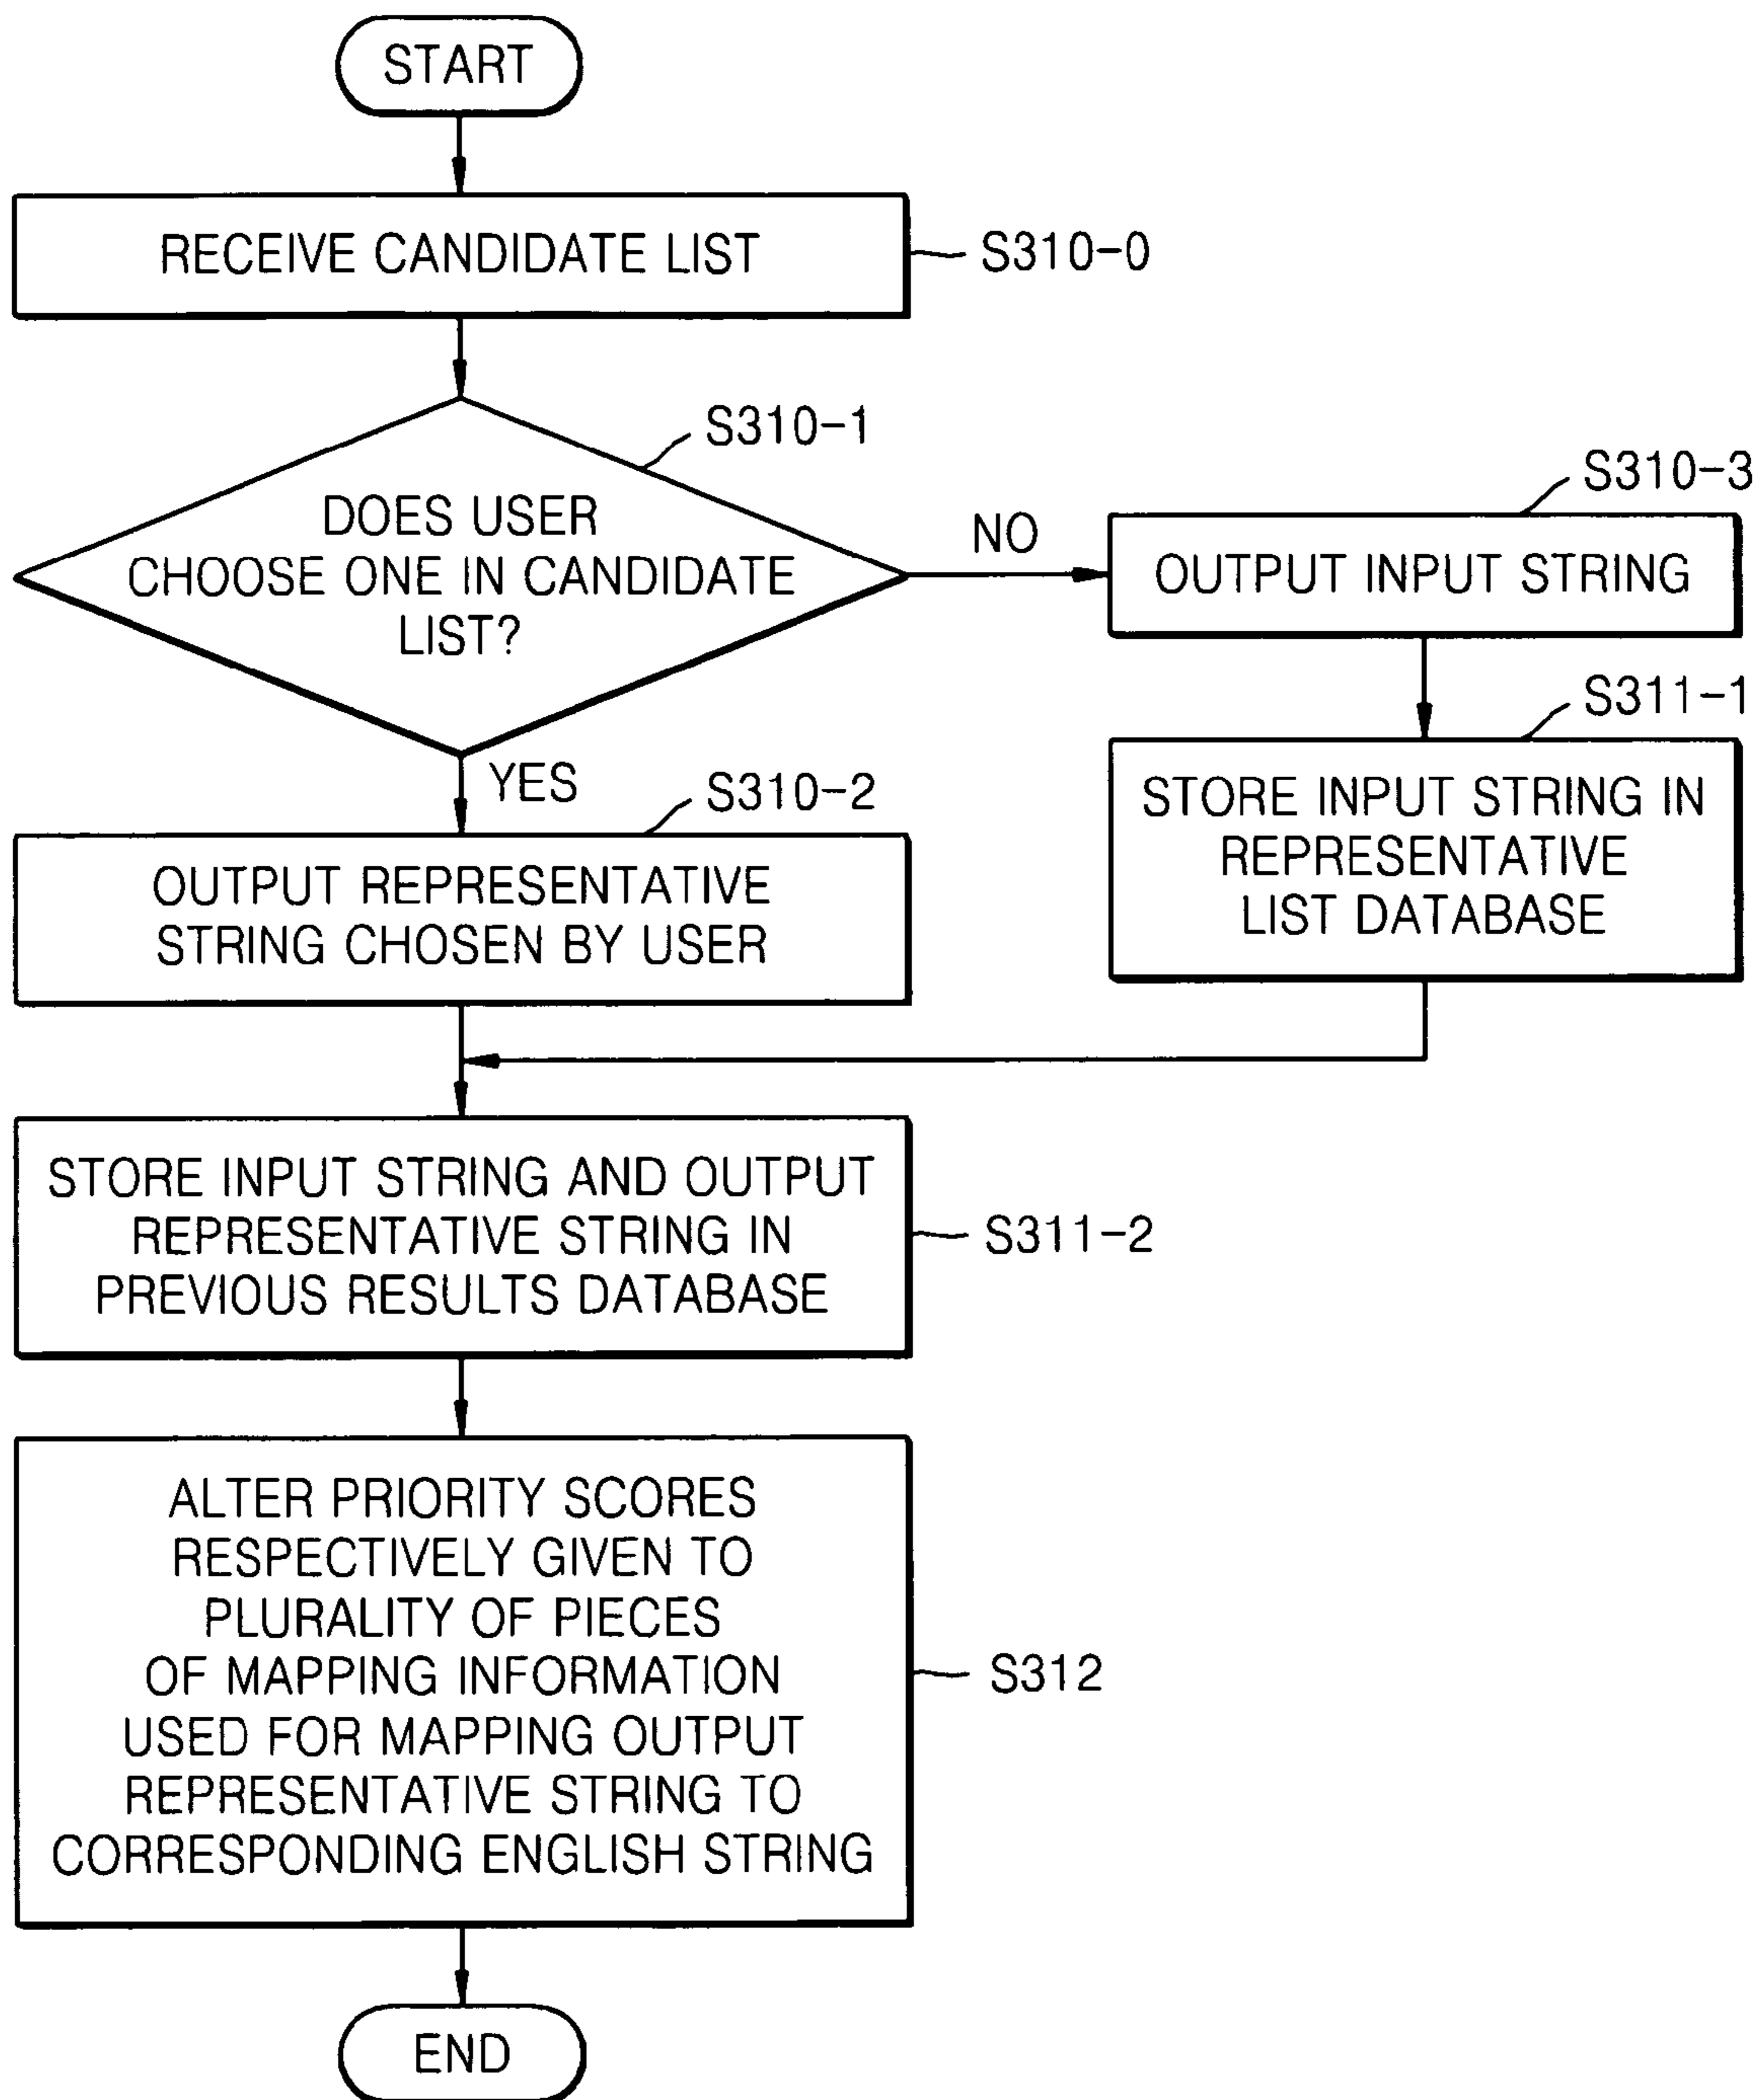 START
RECEIVE CANDIDATE LIST
S310-0
S310-1
DOES USER
CHOOSE ONE IN CANDIDATE
LIST?
NO
S310-3
OUTPUT INPUT STRING
S311-1
STORE INPUT STRING IN
REPRESENTATIVE
LIST DATABASE
YES
S310-2
OUTPUT REPRESENTATIVE
STRING CHOSEN BY USER
STORE INPUT STRING AND OUTPUT
REPRESENTATIVE STRING IN
PREVIOUS RESULTS DATABASE
S311-2
ALTER PRIORITY SCORES
RESPECTIVELY GIVEN TO
PLURALITY OF PIECES
OF MAPPING INFORMATION
USED FOR MAPPING OUTPUT
REPRESENTATIVE STRING TO
CORRESPONDING ENGLISH STRING
S312
END